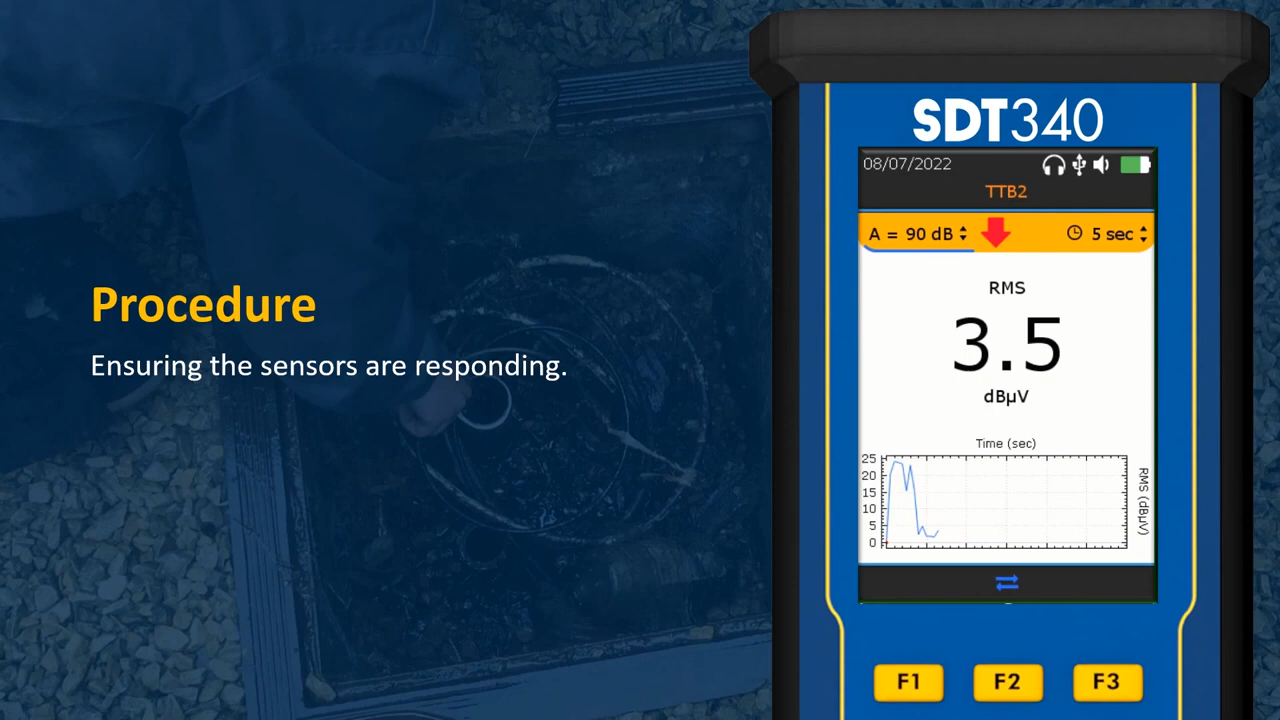 Procedure
Ensuring the sensors are responding.
SDT340
08/07/2022
TTB2
A = 90 dB
5 sec
RMS
3.5
dBµV
Time (sec)
25
20
15
10
5
0
RMS (dBµV)
F1 F2 F3